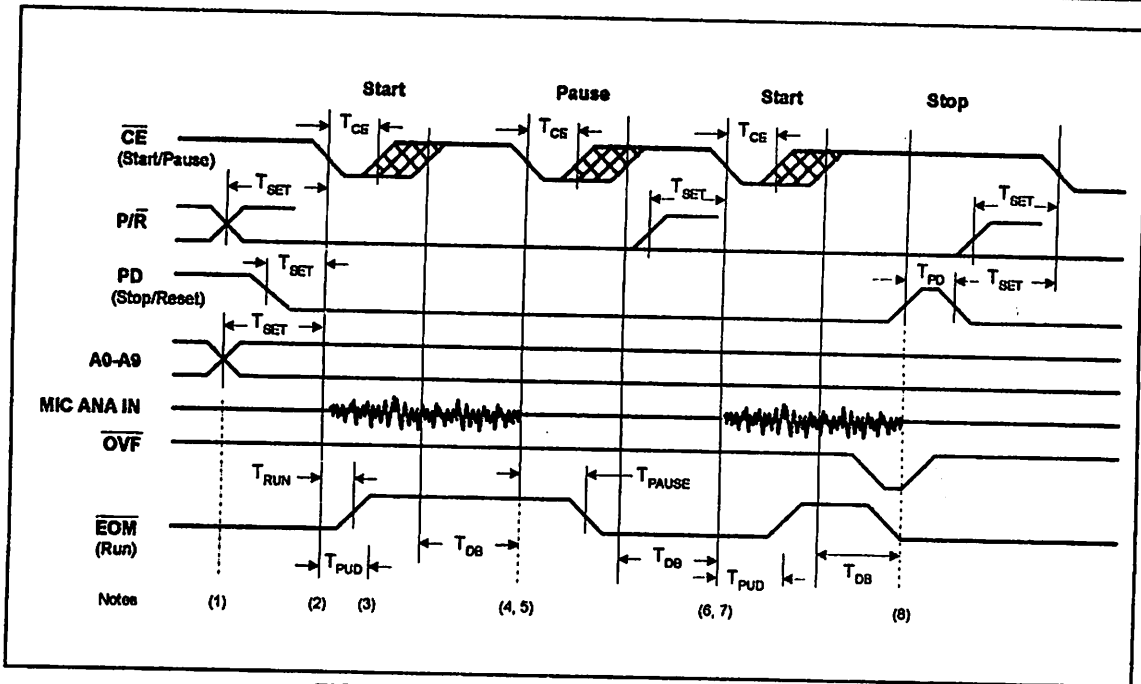 Start Pause Start Stop
CE T_CE T_CE T_CE
(Start/Pause)
T_SET T_SET T_SET
P/R
PD T_SET T_PD T_SET
(Stop/Reset)
T_SET
A0-A9
MIC ANA IN
OVF
T_RUN T_PAUSE
EOM
(Run) T_DB T_DB T_DB
T_PUD T_PUD
Notes (1) (2) (3) (4, 5) (6, 7) (8)